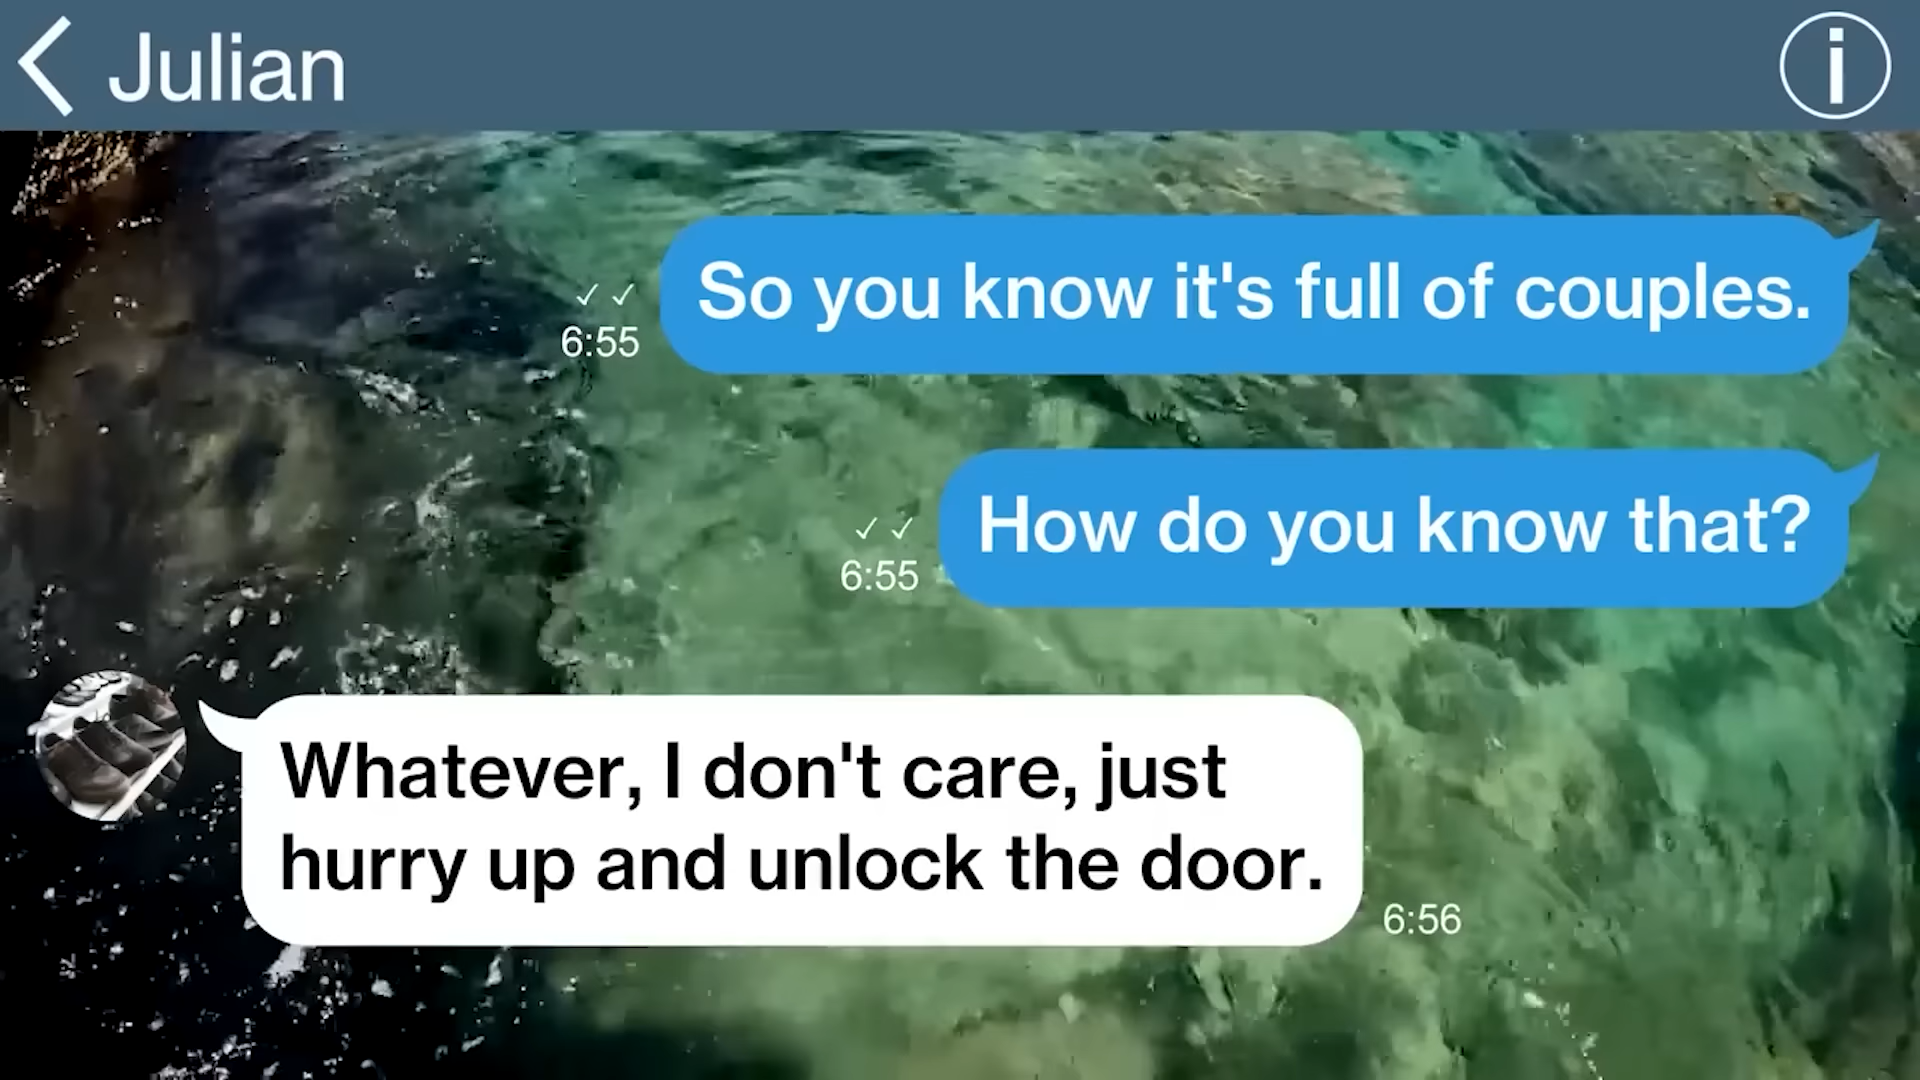 Julian
i
So you know it's full of couples.
✓✓
6:55
How do you know that?
✓✓
6:55
Whatever, I don't care, just
hurry up and unlock the door.
6:56